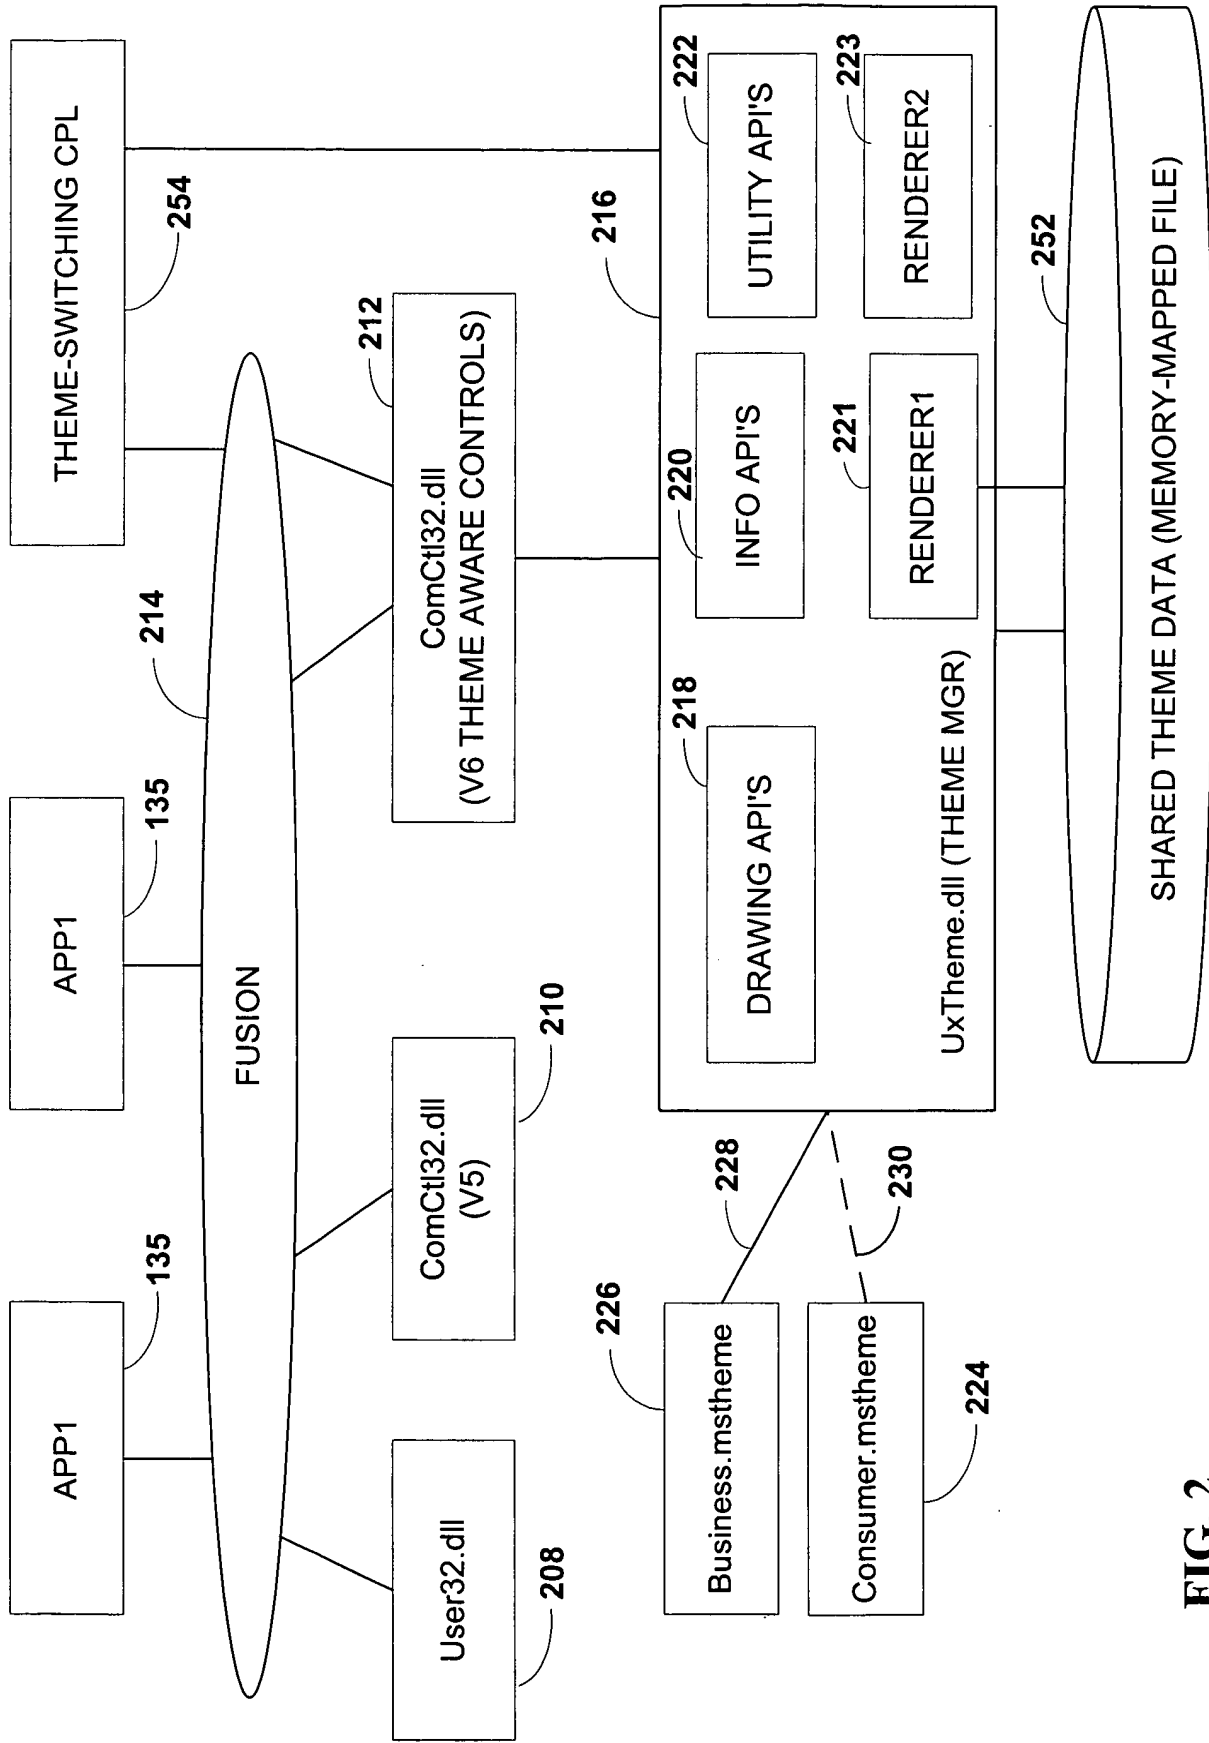 APP1
135
APP1
135
THEME-SWITCHING CPL
254
FUSION
214
User32.dll
208
ComCtl32.dll
(V5)
210
ComCtl32.dll
(V6 THEME AWARE CONTROLS)
212
216
Business.mstheme
226
228
Consumer.mstheme
224
230
DRAWING API'S
218
INFO API'S
220
UTILITY API'S
222
UxTheme.dll (THEME MGR)
RENDERER1
221
RENDERER2
223
252
SHARED THEME DATA (MEMORY-MAPPED FILE)
FIG. 2